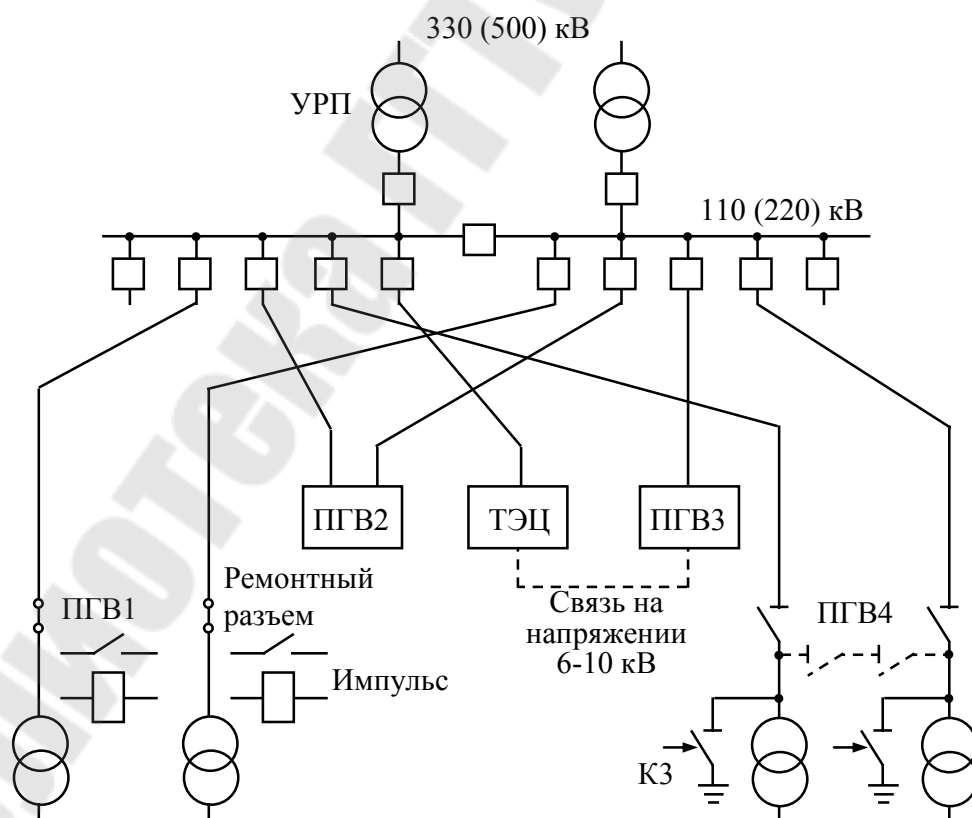 330 (500) кВ
УРП
110 (220) кВ
ПГВ2
ТЭЦ
ПГВ3
ПГВ1
Ремонтный
разъем
Связь на
напряжении
6-10 кВ
ПГВ4
Импульс
КЗ